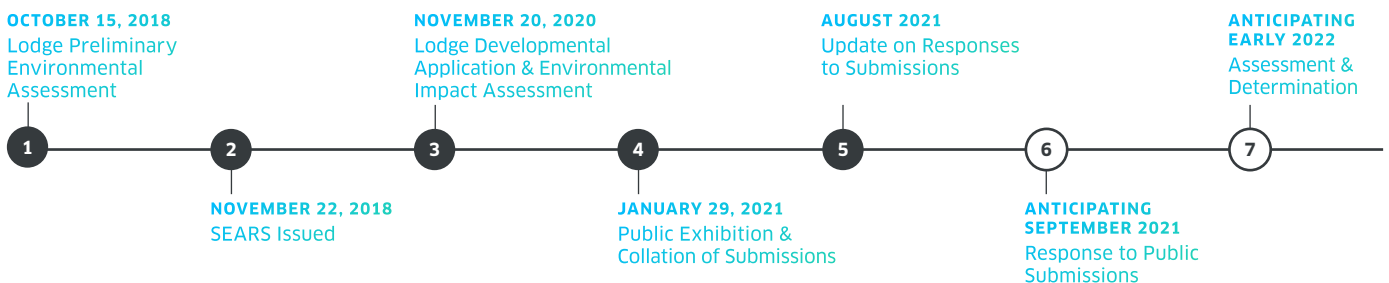 OCTOBER 15, 2018
Lodge Preliminary
Environmental
Assessment
1
NOVEMBER 22, 2018
SEARS Issued
2
NOVEMBER 20, 2020
Lodge Developmental
Application & Environmental
Impact Assessment
3
JANUARY 29, 2021
Public Exhibition &
Collation of Submissions
4
AUGUST 2021
Update on Responses
to Submissions
5
ANTICIPATING
SEPTEMBER 2021
Response to Public
Submissions
6
ANTICIPATING
EARLY 2022
Assessment &
Determination
7